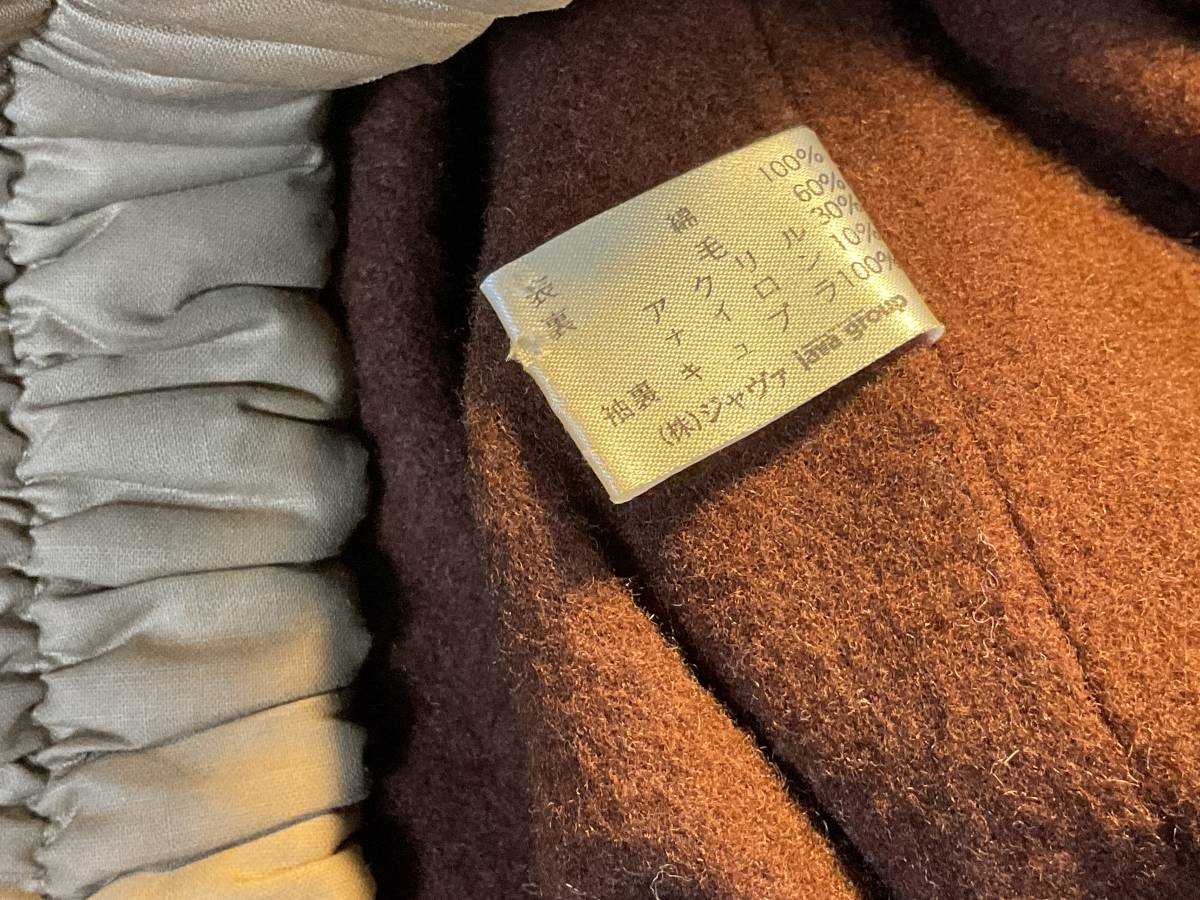 表 綿 100%
裏 毛 60%
アクリル 30%
ナイロン 10%
袖裏 キュプラ 100%
(株)ジャヴァ java group